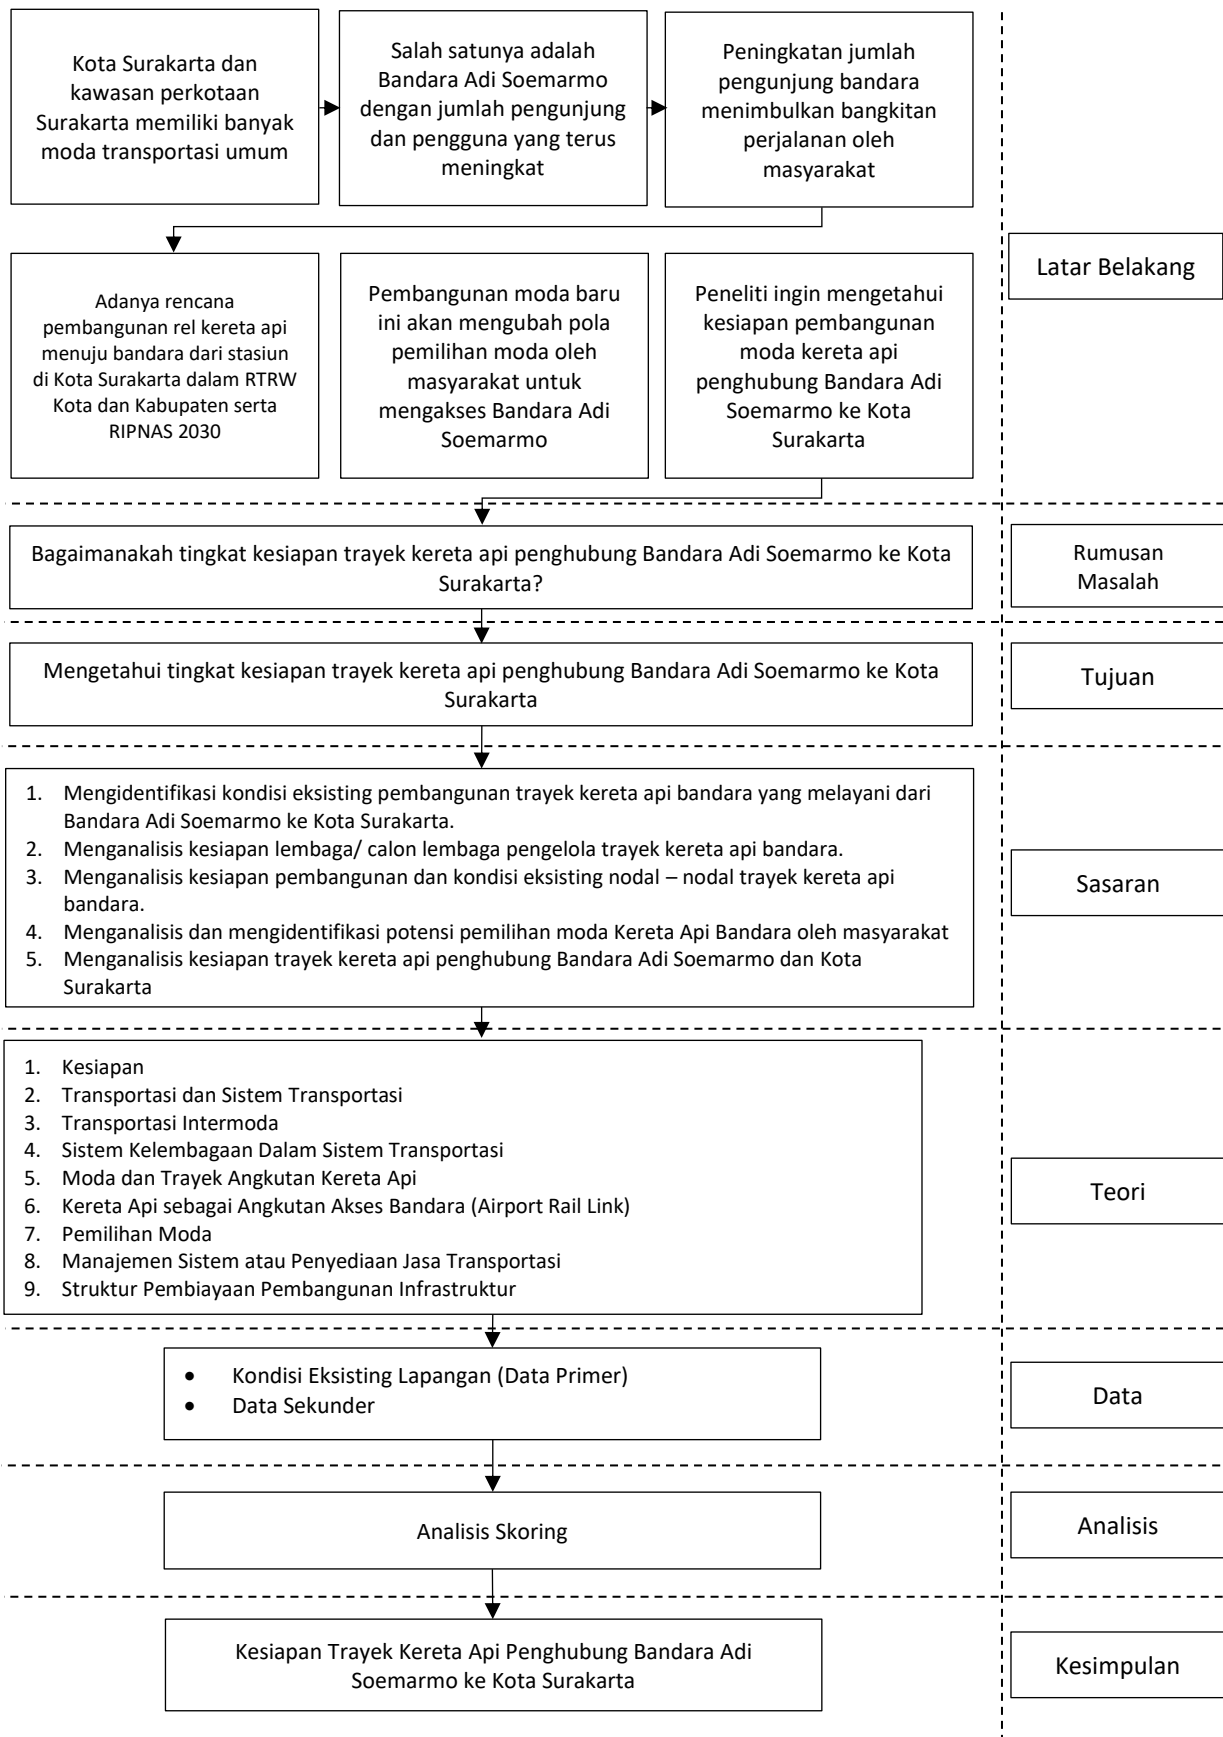 Kota Surakarta dan
kawasan perkotaan
Surakarta memiliki banyak
moda transportasi umum
Salah satunya adalah
Bandara Adi Soemarmo
dengan jumlah pengunjung
dan pengguna yang terus
meningkat
Peningkatan jumlah
pengunjung bandara
menimbulkan bangkitan
perjalanan oleh
masyarakat
Adanya rencana
pembangunan rel kereta api
menuju bandara dari stasiun
di Kota Surakarta dalam RTRW
Kota dan Kabupaten serta
RIPNAS 2030
Pembangunan moda baru
ini akan mengubah pola
pemilihan moda oleh
masyarakat untuk
mengakses Bandara Adi
Soemarmo
Peneliti ingin mengetahui
kesiapan pembangunan
moda kereta api
penghubung Bandara Adi
Soemarmo ke Kota
Surakarta
Latar Belakang
Bagaimanakah tingkat kesiapan trayek kereta api penghubung Bandara Adi Soemarmo ke Kota
Surakarta?
Rumusan
Masalah
Mengetahui tingkat kesiapan trayek kereta api penghubung Bandara Adi Soemarmo ke Kota
Surakarta
Tujuan
1. Mengidentifikasi kondisi eksisting pembangunan trayek kereta api bandara yang melayani dari
Bandara Adi Soemarmo ke Kota Surakarta.
2. Menganalisis kesiapan lembaga/ calon lembaga pengelola trayek kereta api bandara.
3. Menganalisis kesiapan pembangunan dan kondisi eksisting nodal – nodal trayek kereta api
bandara.
4. Menganalisis dan mengidentifikasi potensi pemilihan moda Kereta Api Bandara oleh masyarakat
5. Menganalisis kesiapan trayek kereta api penghubung Bandara Adi Soemarmo dan Kota
Surakarta
Sasaran
1. Kesiapan
2. Transportasi dan Sistem Transportasi
3. Transportasi Intermoda
4. Sistem Kelembagaan Dalam Sistem Transportasi
5. Moda dan Trayek Angkutan Kereta Api
6. Kereta Api sebagai Angkutan Akses Bandara (Airport Rail Link)
7. Pemilihan Moda
8. Manajemen Sistem atau Penyediaan Jasa Transportasi
9. Struktur Pembiayaan Pembangunan Infrastruktur
Teori
• Kondisi Eksisting Lapangan (Data Primer)
• Data Sekunder
Data
Analisis Skoring
Analisis
Kesiapan Trayek Kereta Api Penghubung Bandara Adi
Soemarmo ke Kota Surakarta
Kesimpulan